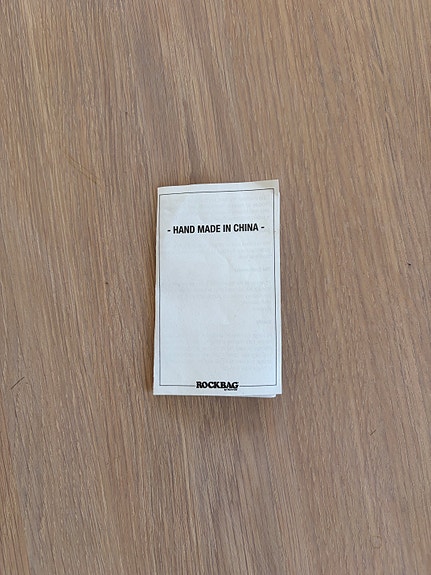 - HAND MADE IN CHINA -
ROCKBAG